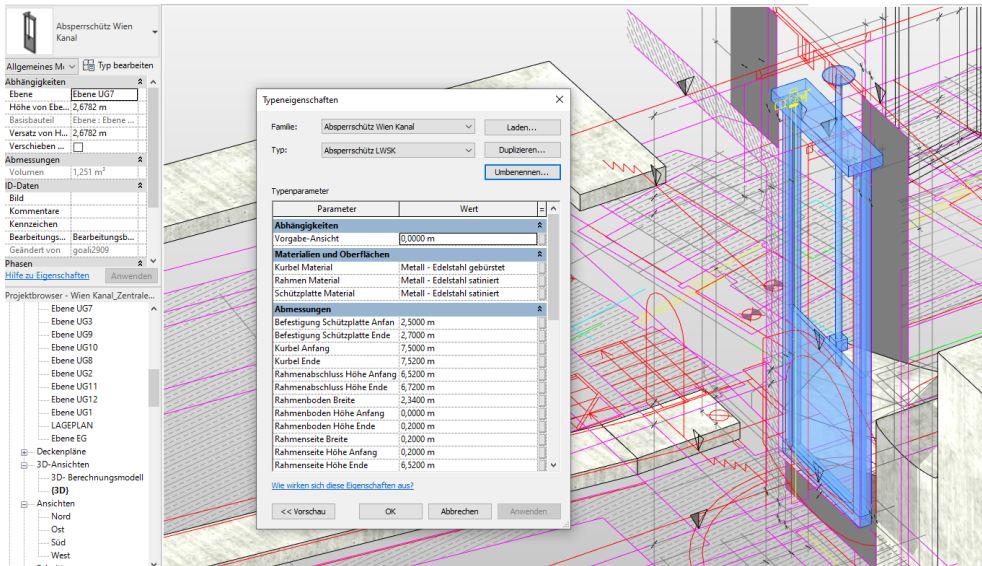 Absperrschütz Wien
Kanal
Allgemeines Mo
Typ bearbeiten
Abhängigkeiten
Ebene Ebene UG7
Höhe von Ebe... 2,6782 m
Basisbauteil Ebene : Ebene ...
Versatz von H... 2,6782 m
Verschieben ...
Abmessungen
Volumen 1,251 m³
ID-Daten
Bild
Kommentare
Kennzeichen
Bearbeitungs... Bearbeitungsb...
Geändert von goali2909
Phasen
Hilfe zu Eigenschaften Anwenden
Projektbrowser - Wien Kanal_Zentrale...
Ebene UG7
Ebene UG3
Ebene UG9
Ebene UG10
Ebene UG8
Ebene UG2
Ebene UG11
Ebene UG12
Ebene UG1
LAGEPLAN
Ebene EG
Deckenpläne
3D-Ansichten
3D- Berechnungsmodell
{3D}
Ansichten
Nord
Ost
Süd
West
Typeneigenschaften
Familie: Absperrschütz Wien Kanal Laden...
Typ: Absperrschütz LWSK Duplizieren...
Umbenennen...
Typenparameter
Parameter Wert =
Abhängigkeiten
Vorgabe-Ansicht 0,0000 m
Materialien und Oberflächen
Kurbel Material Metall - Edelstahl gebürstet
Rahmen Material Metall - Edelstahl satiniert
Schützplatte Material Metall - Edelstahl satiniert
Abmessungen
Befestigung Schützplatte Anfan 2,5000 m
Befestigung Schützplatte Ende 2,7000 m
Kurbel Anfang 7,5000 m
Kurbel Ende 7,5200 m
Rahmenabschluss Höhe Anfang 6,5200 m
Rahmenabschluss Höhe Ende 6,7200 m
Rahmenboden Breite 2,3400 m
Rahmenboden Höhe Anfang 0,0000 m
Rahmenboden Höhe Ende 0,2000 m
Rahmenseite Breite 0,2000 m
Rahmenseite Höhe Anfang 0,2000 m
Rahmenseite Höhe Ende 6,5200 m
Wie wirken sich diese Eigenschaften aus?
<< Vorschau OK Abbrechen Anwenden